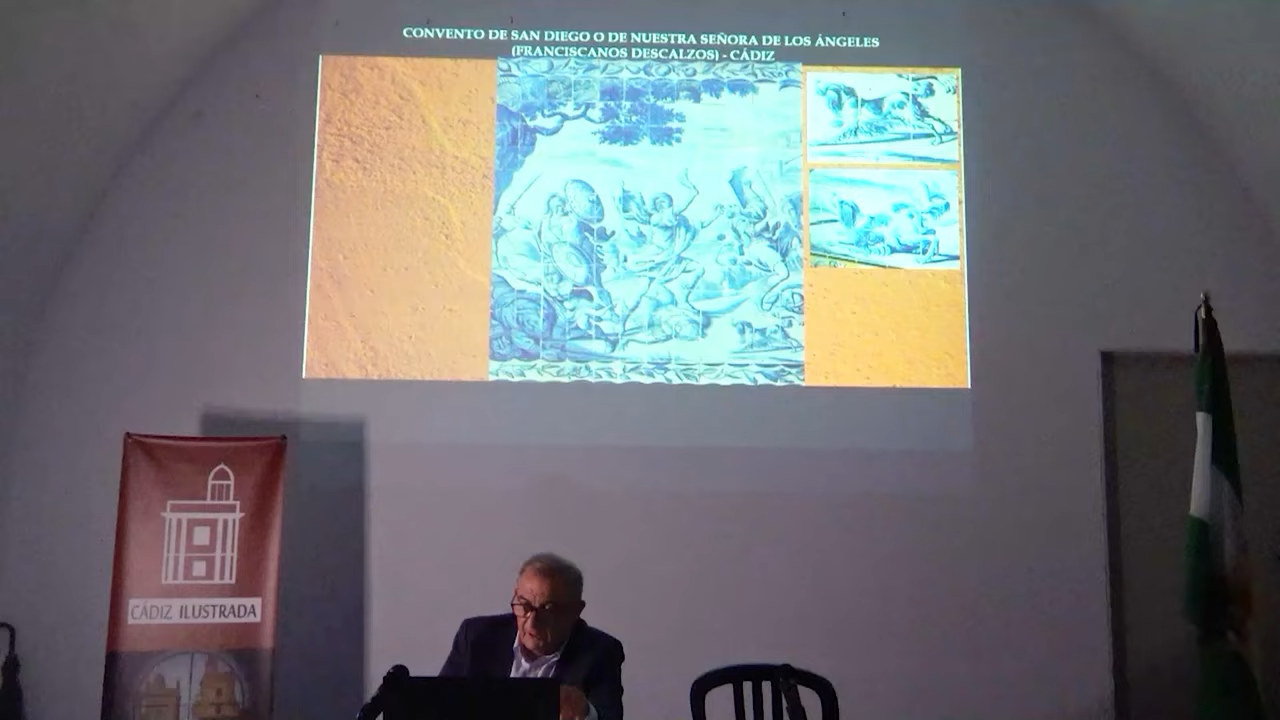 CONVENTO DE SAN DIEGO O DE NUESTRA SEÑORA DE LOS ÁNGELES
(FRANCISCANOS DESCALZOS) - CÁDIZ
CÁDIZ ILUSTRADA